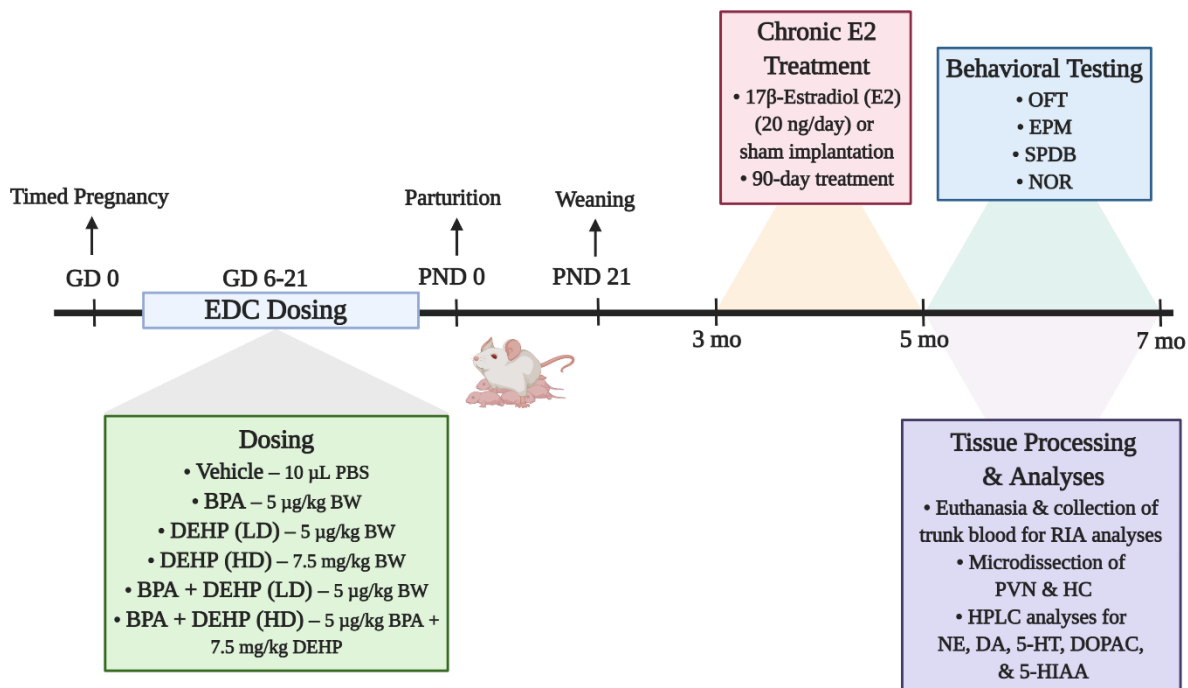 Chronic E2
Treatment
• 17β-Estradiol (E2)
(20 ng/day) or
sham implantation
• 90-day treatment
Behavioral Testing
• OFT
• EPM
• SPDB
• NOR
Timed Pregnancy
Parturition
Weaning
GD 0
GD 6-21
PND 0
PND 21
EDC Dosing
3 mo
5 mo
7 mo
Dosing
• Vehicle – 10 µL PBS
• BPA – 5 µg/kg BW
• DEHP (LD) – 5 µg/kg BW
• DEHP (HD) – 7.5 mg/kg BW
• BPA + DEHP (LD) – 5 µg/kg BW
• BPA + DEHP (HD) – 5 µg/kg BPA +
7.5 mg/kg DEHP
Tissue Processing
& Analyses
• Euthanasia & collection of
trunk blood for RIA analyses
• Microdissection of
PVN & HC
• HPLC analyses for
NE, DA, 5-HT, DOPAC,
& 5-HIAA